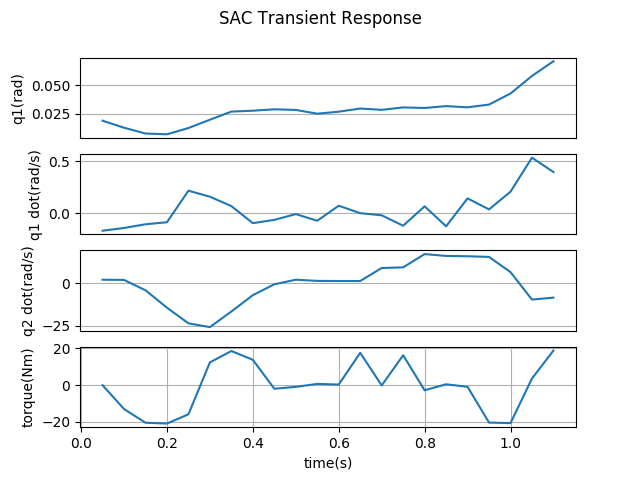 SAC Transient Response
q1(rad)
0.050
0.025
q1 dot(rad/s)
0.5
0.0
q2 dot(rad/s)
0
−25
torque(Nm)
20
0
−20
0.0 0.2 0.4 0.6 0.8 1.0
time(s)